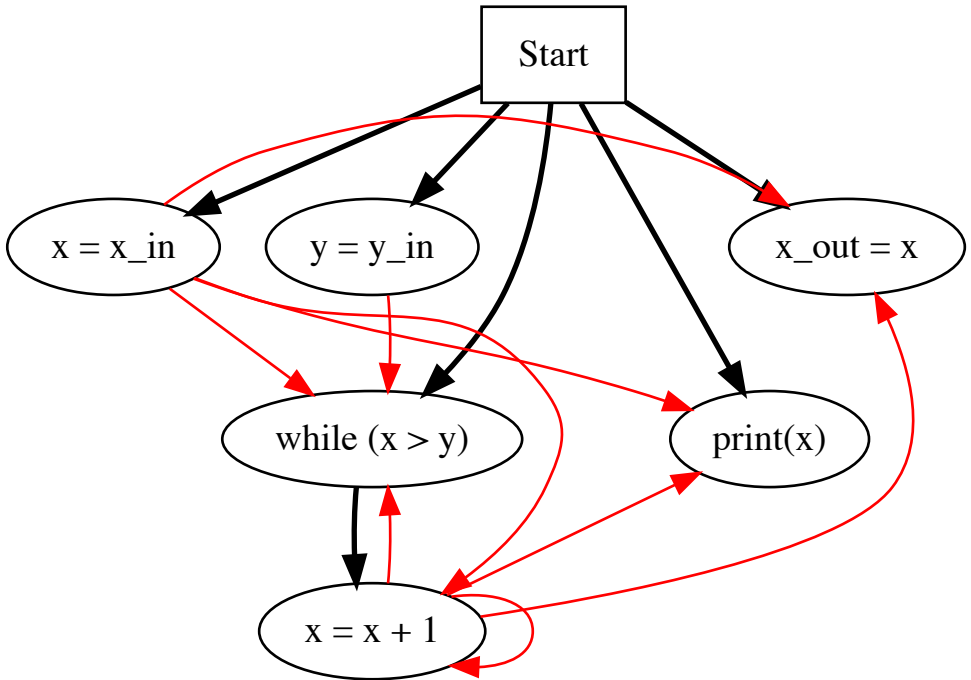 Start
x = x_in
y = y_in
x_out = x
while (x > y)
print(x)
x = x + 1